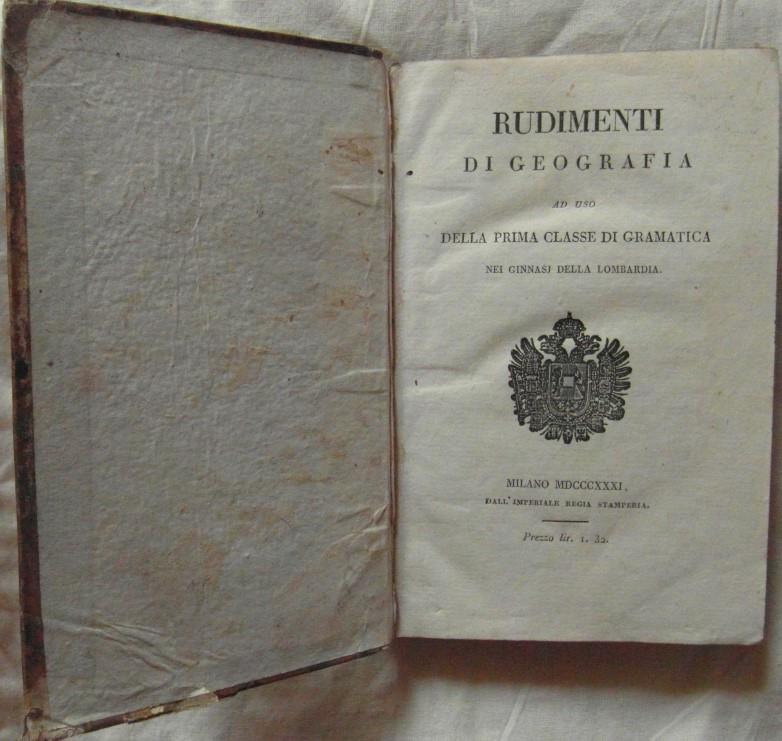 RUDIMENTI
DI GEOGRAFIA
AD USO
DELLA PRIMA CLASSE DI GRAMATICA
NEI GINNASJ DELLA LOMBARDIA.
MILANO MDCCCXXXI,
DALL'IMPERIALE REGIA STAMPERIA.
Prezzo lir. 1. 32.